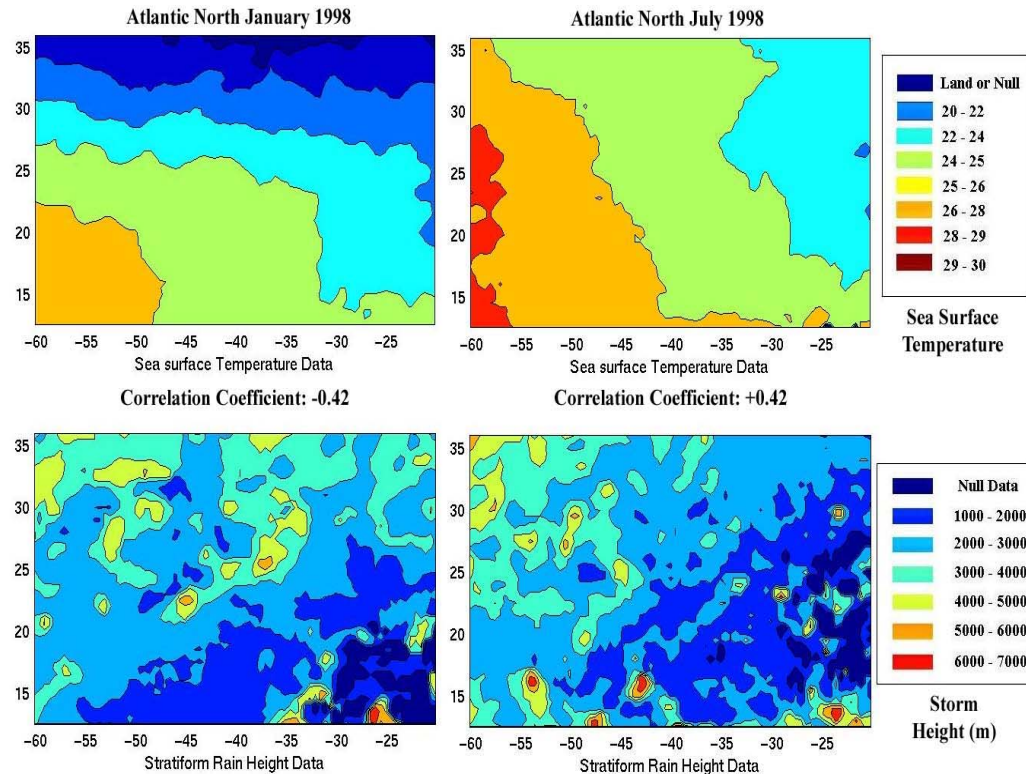 Atlantic North January 1998
Atlantic North July 1998
35
30
25
20
15
−60 −55 −50 −45 −40 −35 −30 −25
Sea surface Temperature Data
35
30
25
20
15
−60 −55 −50 −45 −40 −35 −30 −25
Sea surface Temperature Data
Land or Null
20 - 22
22 - 24
24 - 25
25 - 26
26 - 28
28 - 29
29 - 30
Sea Surface
Temperature
Correlation Coefficient: -0.42
Correlation Coefficient: +0.42
35
30
25
20
15
−60 −55 −50 −45 −40 −35 −30 −25
Stratiform Rain Height Data
35
30
25
20
15
−60 −55 −50 −45 −40 −35 −30 −25
Stratiform Rain Height Data
Null Data
1000 - 2000
2000 - 3000
3000 - 4000
4000 - 5000
5000 - 6000
6000 - 7000
Storm
Height (m)